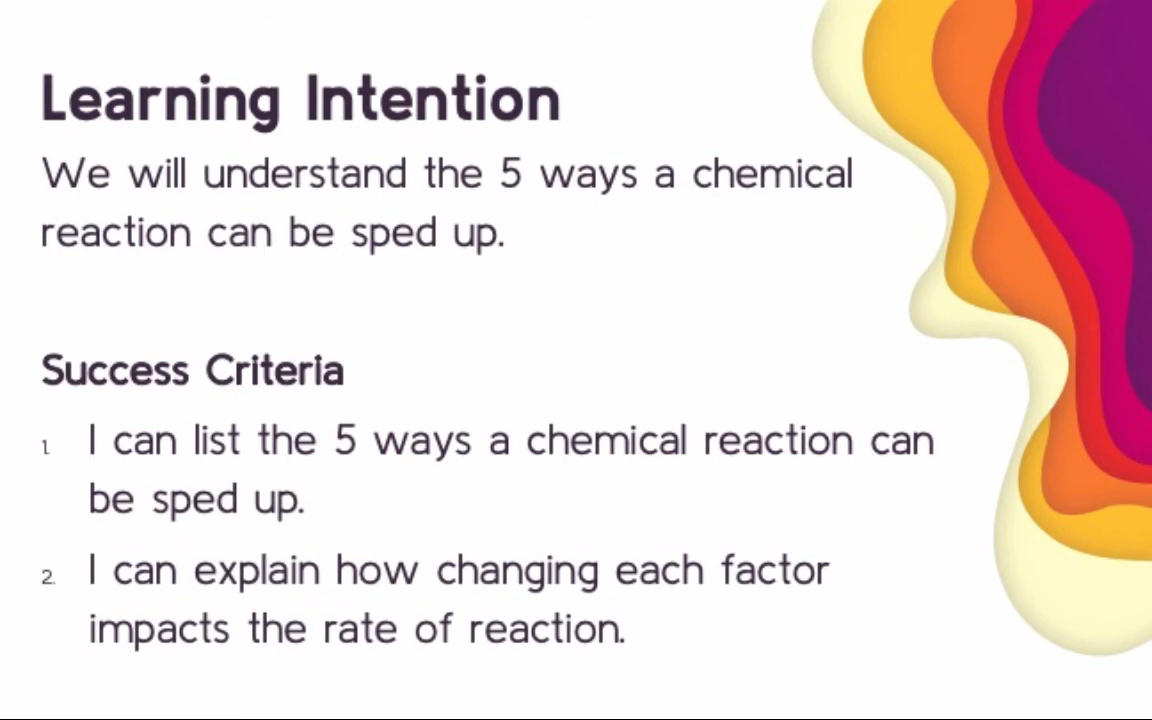 Learning Intention
We will understand the 5 ways a chemical
reaction can be sped up.
Success Criteria
1. I can list the 5 ways a chemical reaction can
be sped up.
2. I can explain how changing each factor
impacts the rate of reaction.